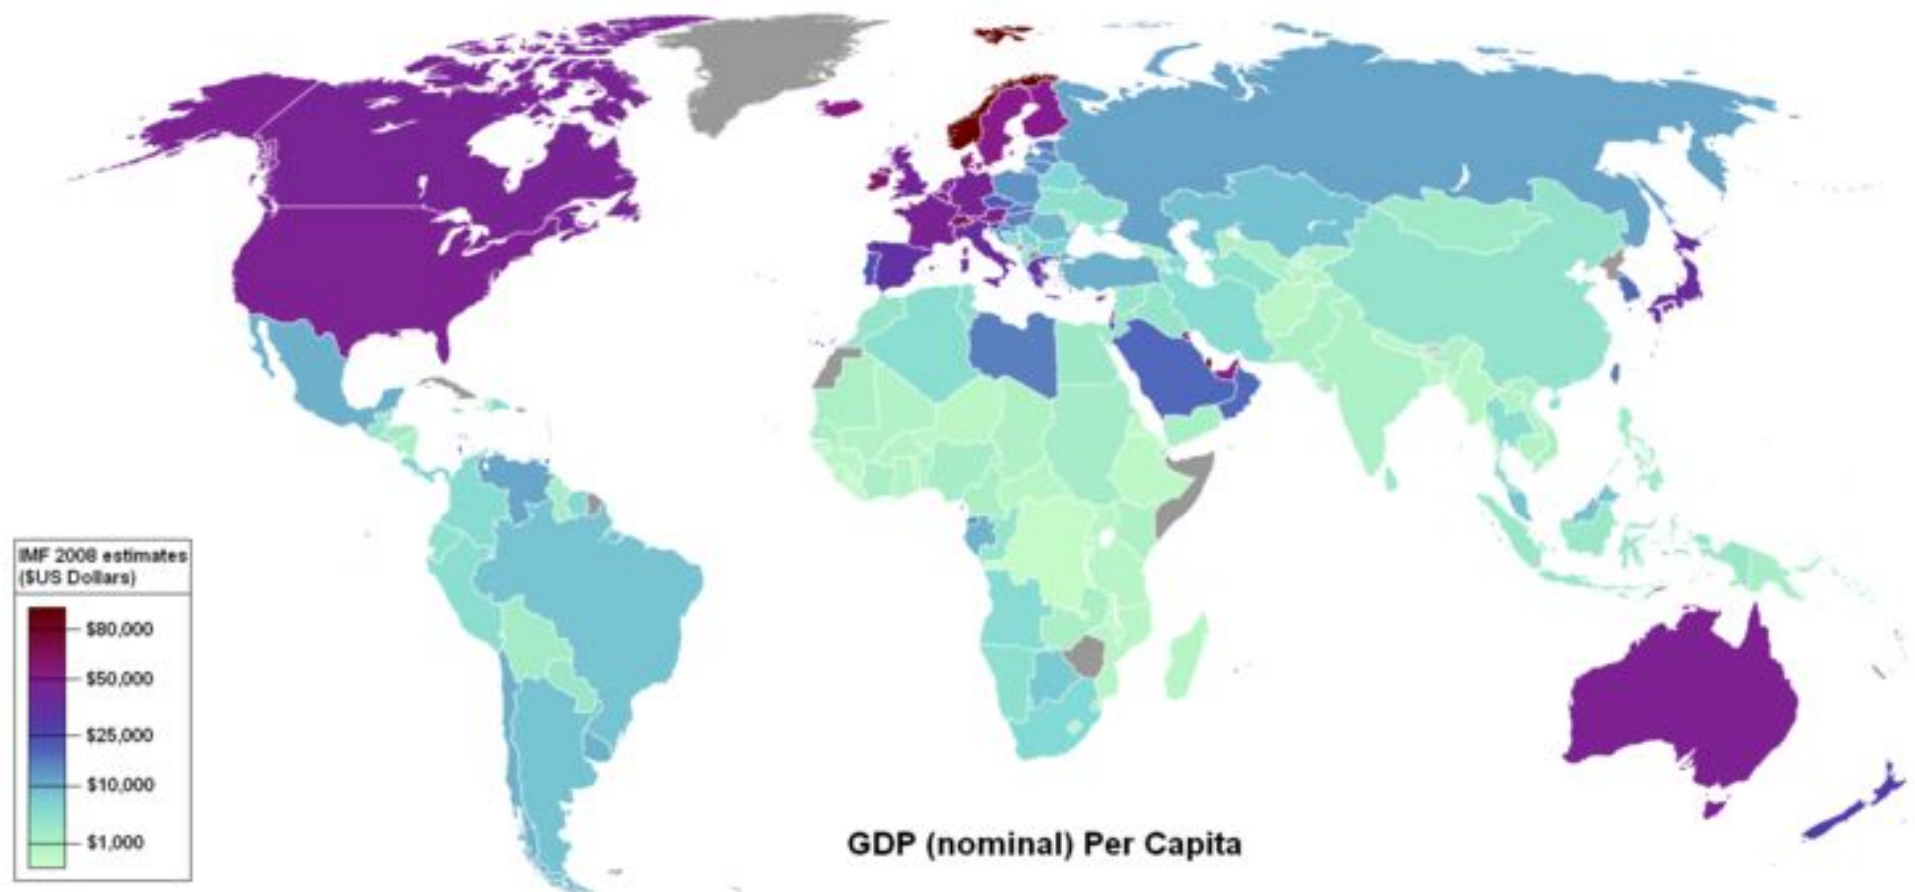 IMF 2008 estimates
($US Dollars)
$80,000
$50,000
$25,000
$10,000
$1,000
GDP (nominal) Per Capita